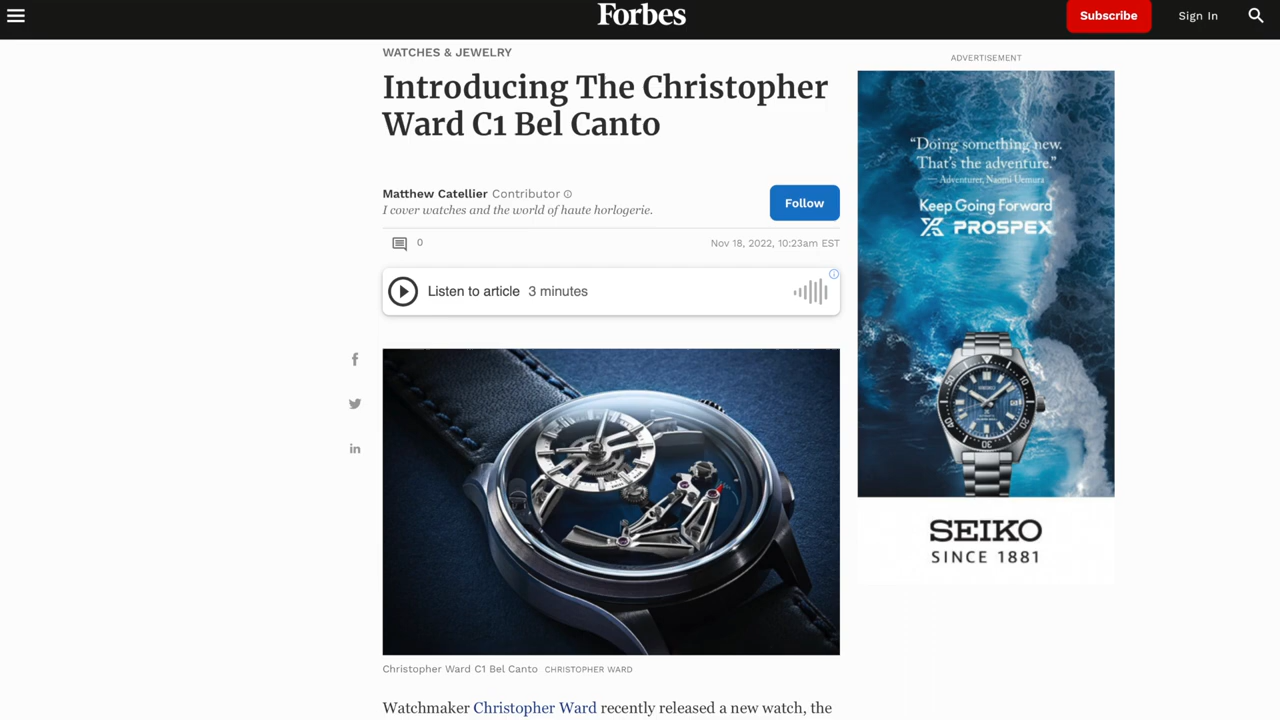 Forbes
Subscribe
Sign In
WATCHES & JEWELRY
Introducing The Christopher
Ward C1 Bel Canto
Matthew Catellier Contributor
I cover watches and the world of haute horlogerie.
Follow
0
Nov 18, 2022, 10:23am EST
Listen to article 3 minutes
Christopher Ward C1 Bel Canto CHRISTOPHER WARD
Watchmaker Christopher Ward recently released a new watch, the
ADVERTISEMENT
“Doing something new.
That’s the adventure.”
— Adventurer, Naomi Uemura
Keep Going Forward
PROSPEX
SEIKO
SEIKO
SINCE 1881